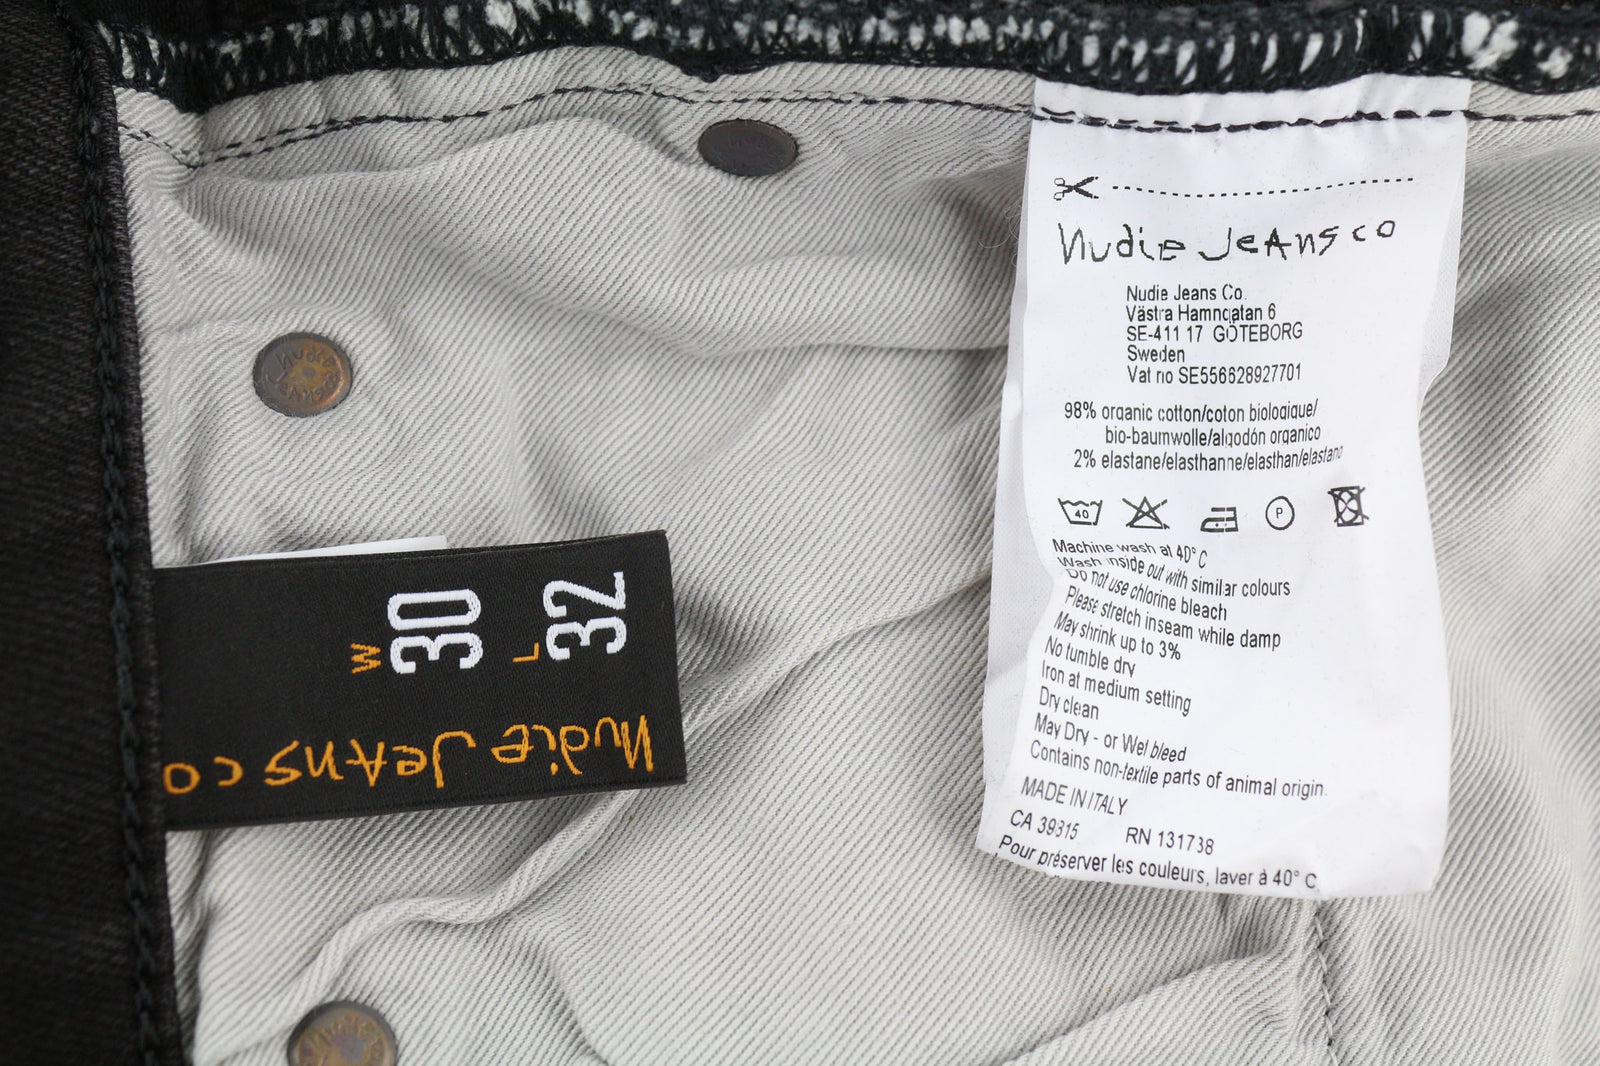 Nudie Jeans co
W 30
L 32
Nudie Jeans co
Nudie Jeans co
Nudie Jeans Co.
Västra Hamngatan 6
SE-411 17 GÖTEBORG
Sweden
Vat no SE556628927701
98% organic cotton/coton biologique/
bio-baumwolle/algodón organico
2% elastane/elasthanne/elasthan/elastano
40
P
Machine wash at 40° C
Wash inside out with similar colours
Do not use chlorine bleach
Please stretch inseam while damp
May shrink up to 3%
No tumble dry
Iron at medium setting
Dry clean
May Dry - or Wet bleed
Contains non-textile parts of animal origin.
MADE IN ITALY
CA 39815 RN 131738
Pour préserver les couleurs, laver à 40° C